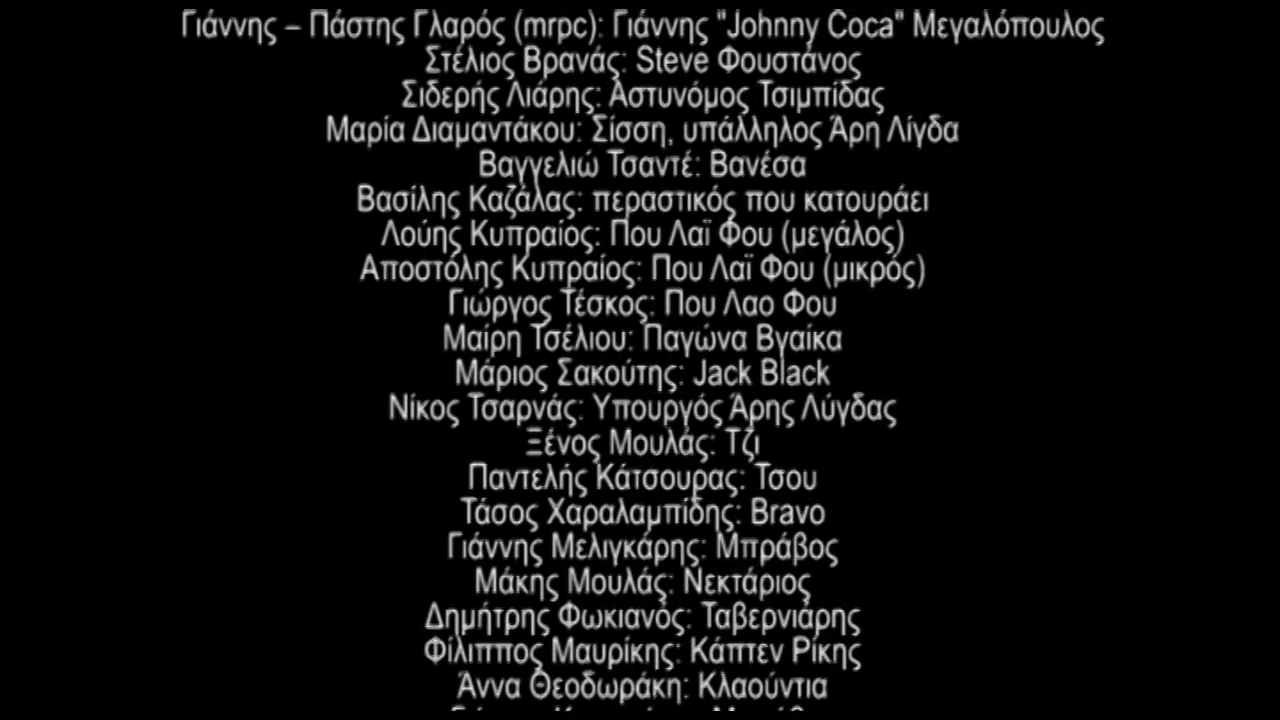 Γιάννης – Πάστης Γλαρός (mrpc): Γιάννης "Johnny Coca" Μεγαλόπουλος
Στέλιος Βρανάς: Steve Φουστάνος
Σιδερής Λιάρης: Αστυνόμος Τσιμπίδας
Μαρία Διαμαντάκου: Σίσση, υπάλληλος Άρη Λίγδα
Βαγγελιώ Τσαντέ: Βανέσα
Βασίλης Καζάλας: περαστικός που κατουράει
Λούης Κυπραίος: Που Λαϊ Φου (μεγάλος)
Αποστόλης Κυπραίος: Που Λαϊ Φου (μικρός)
Γιώργος Τέσκος: Που Λαο Φου
Μαίρη Τσέλιου: Παγώνα Βγαίκα
Μάριος Σακούτης: Jack Black
Νίκος Τσαρνάς: Υπουργός Άρης Λύγδας
Ξένος Μουλάς: Τζι
Παντελής Κάτσουρας: Τσου
Τάσος Χαραλαμπίδης: Bravo
Γιάννης Μελιγκάρης: Μπράβος
Μάκης Μουλάς: Νεκτάριος
Δημήτρης Φωκιανός: Ταβερνιάρης
Φίλιππος Μαυρίκης: Κάπτεν Ρίκης
Άννα Θεοδωράκη: Κλαούντια